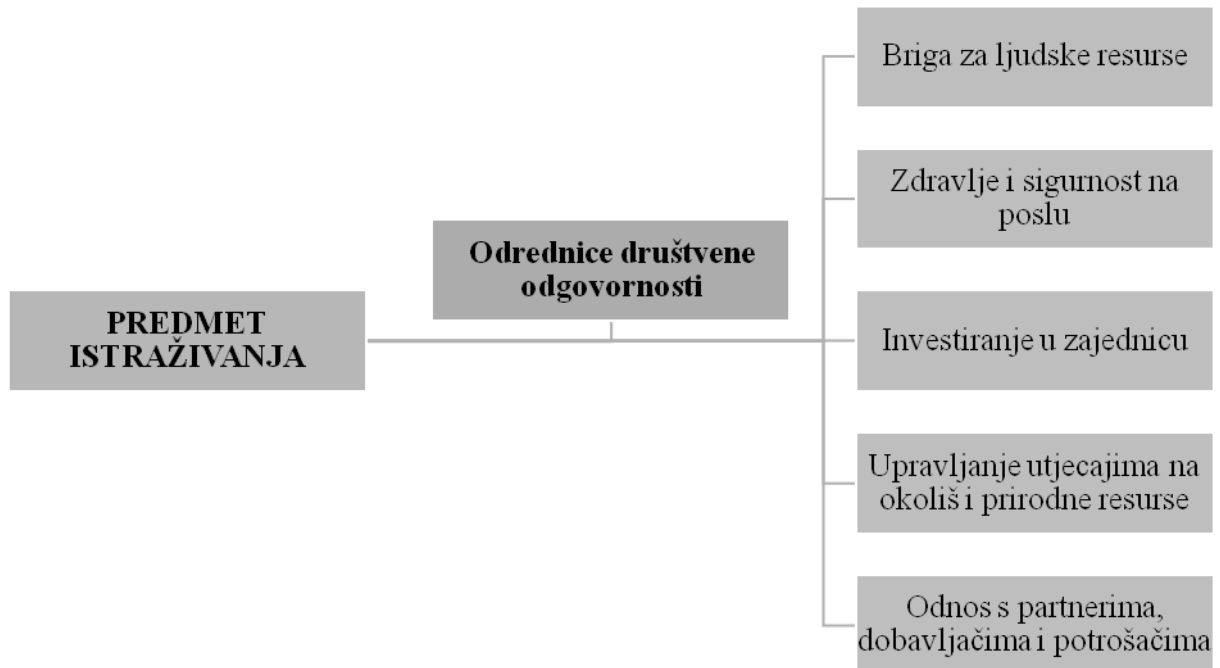 PREDMET
ISTRAŽIVANJA
Odrednice društvene
odgovornosti
Briga za ljudske resurse
Zdravlje i sigurnost na
poslu
Investiranje u zajednicu
Upravljanje utjecajima na
okoliš i prirodne resurse
Odnos s partnerima,
dobavljačima i potrošačima